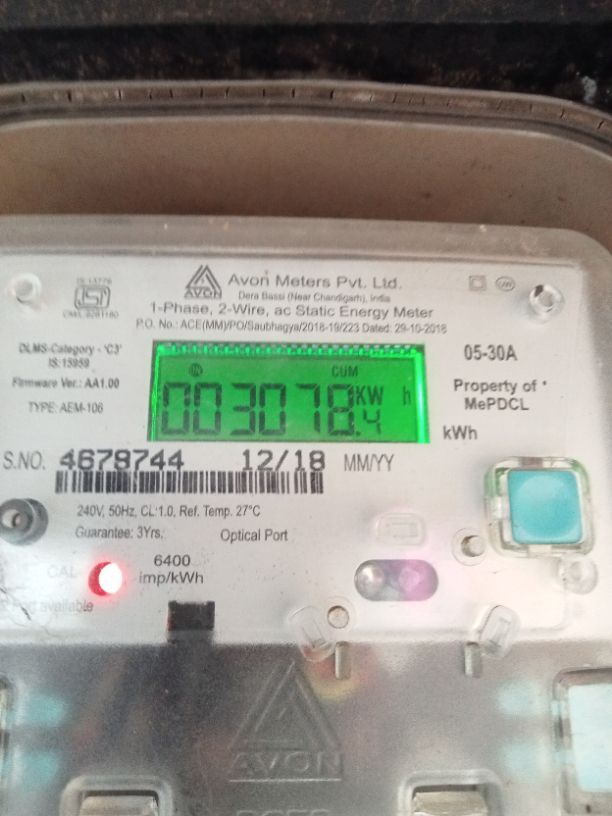 IS:14779
ISI
AVON
Avon Meters Pvt. Ltd.
Dera Bassi (Near Chandigarh), India
1-Phase, 2-Wire, ac Static Energy Meter
P.O. No.: ACE(MM)/PO/Saubhagya/2018-19/223 Dated: 29-10-2018
DLMS-Category - 'C3'
IS:15959
Firmware Ver.: AA1.00
TYPE: AEM-106
IN CUM
003078.4 KW h
05-30A
Property of
MePDCL
kWh
S.NO. 4679744 12/18 MM/YY
240V, 50Hz, CL 1.0, Ref. Temp. 27°C
Guarantee: 3Yrs. Optical Port
CAL
6400
imp/kWh
available
AVON